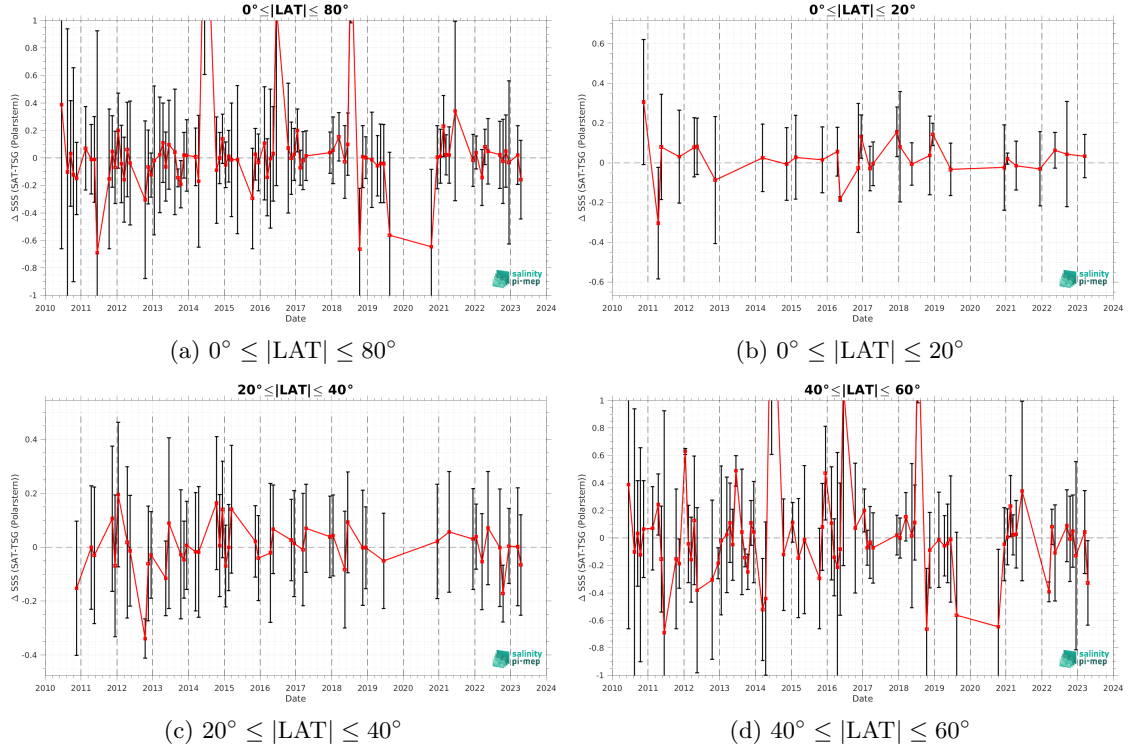 0°≤|LAT|≤ 80°
Δ SSS (SAT-TSG (Polarstern))
1
0.8
0.6
0.4
0.2
0
-0.2
-0.4
-0.6
-0.8
-1
2010 2011 2012 2013 2014 2015 2016 2017 2018 2019 2020 2021 2022 2023 2024
Date
salinity
pi-mep
(a) 0° ≤ |LAT| ≤ 80°
0°≤|LAT|≤ 20°
Δ SSS (SAT-TSG (Polarstern))
0.6
0.4
0.2
0
-0.2
-0.4
-0.6
2010 2011 2012 2013 2014 2015 2016 2017 2018 2019 2020 2021 2022 2023 2024
Date
salinity
pi-mep
(b) 0° ≤ |LAT| ≤ 20°
20°≤|LAT|≤ 40°
Δ SSS (SAT-TSG (Polarstern))
0.4
0.2
0
-0.2
-0.4
2010 2011 2012 2013 2014 2015 2016 2017 2018 2019 2020 2021 2022 2023 2024
Date
salinity
pi-mep
(c) 20° ≤ |LAT| ≤ 40°
40°≤|LAT|≤ 60°
Δ SSS (SAT-TSG (Polarstern))
1
0.8
0.6
0.4
0.2
0
-0.2
-0.4
-0.6
-0.8
-1
2010 2011 2012 2013 2014 2015 2016 2017 2018 2019 2020 2021 2022 2023 2024
Date
salinity
pi-mep
(d) 40° ≤ |LAT| ≤ 60°